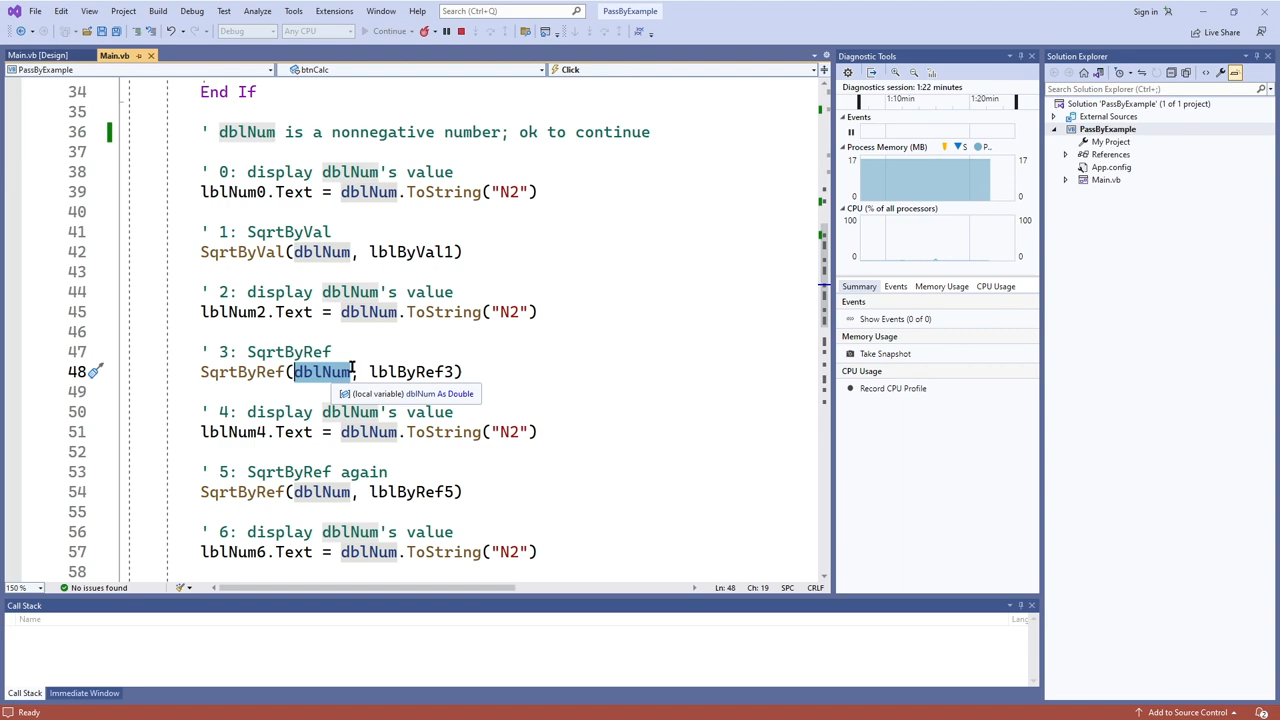 File Edit View Project Build Debug Test Analyze Tools Extensions Window Help Search (Ctrl+Q) PassByExample Sign in
Debug Any CPU Continue Live Share
Main.vb [Design] Main.vb
PassByExample btnCalc Click
34 End If
35
36 ' dblNum is a nonnegative number; ok to continue
37
38 ' 0: display dblNum's value
39 lblNum0.Text = dblNum.ToString("N2")
40
41 ' 1: SqrtByVal
42 SqrtByVal(dblNum, lblByVal1)
43
44 ' 2: display dblNum's value
45 lblNum2.Text = dblNum.ToString("N2")
46
47 ' 3: SqrtByRef
48 SqrtByRef(dblNum, lblByRef3)
49
(local variable) dblNum As Double
50 ' 4: display dblNum's value
51 lblNum4.Text = dblNum.ToString("N2")
52
53 ' 5: SqrtByRef again
54 SqrtByRef(dblNum, lblByRef5)
55
56 ' 6: display dblNum's value
57 lblNum6.Text = dblNum.ToString("N2")
58
150 % No issues found Ln: 48 Ch: 19 SPC CRLF
Call Stack
Name Lang
Call Stack Immediate Window
Ready Add to Source Control 2
Diagnostic Tools
Diagnostics session: 1:22 minutes
1:10min 1:20min
Events
Process Memory (MB) S P...
17 17
0 0
CPU (% of all processors)
100 100
0 0
Summary Events Memory Usage CPU Usage
Events
Show Events (0 of 0)
Memory Usage
Take Snapshot
CPU Usage
Record CPU Profile
Solution Explorer
Search Solution Explorer (Ctrl+;)
Solution 'PassByExample' (1 of 1 project)
External Sources
PassByExample
My Project
References
App.config
Main.vb